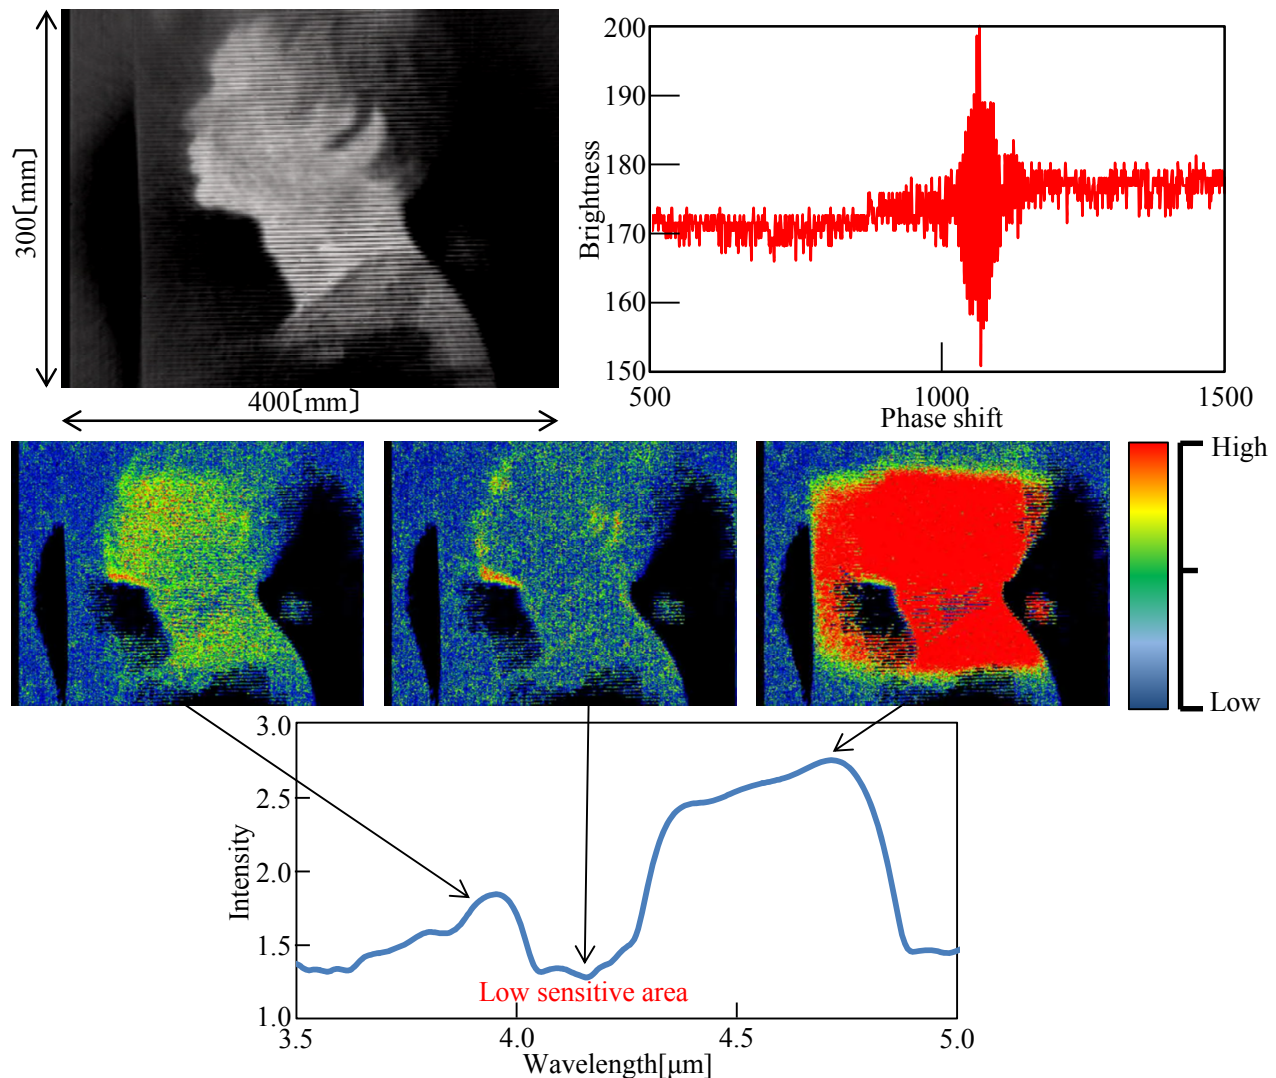 300[mm]
400[mm]
200
190
180
170
160
150
Brightness
500
1000
1500
Phase shift
High
Low
3.0
2.5
2.0
1.5
1.0
Intensity
Low sensitive area
3.5
4.0
4.5
5.0
Wavelength[μm]